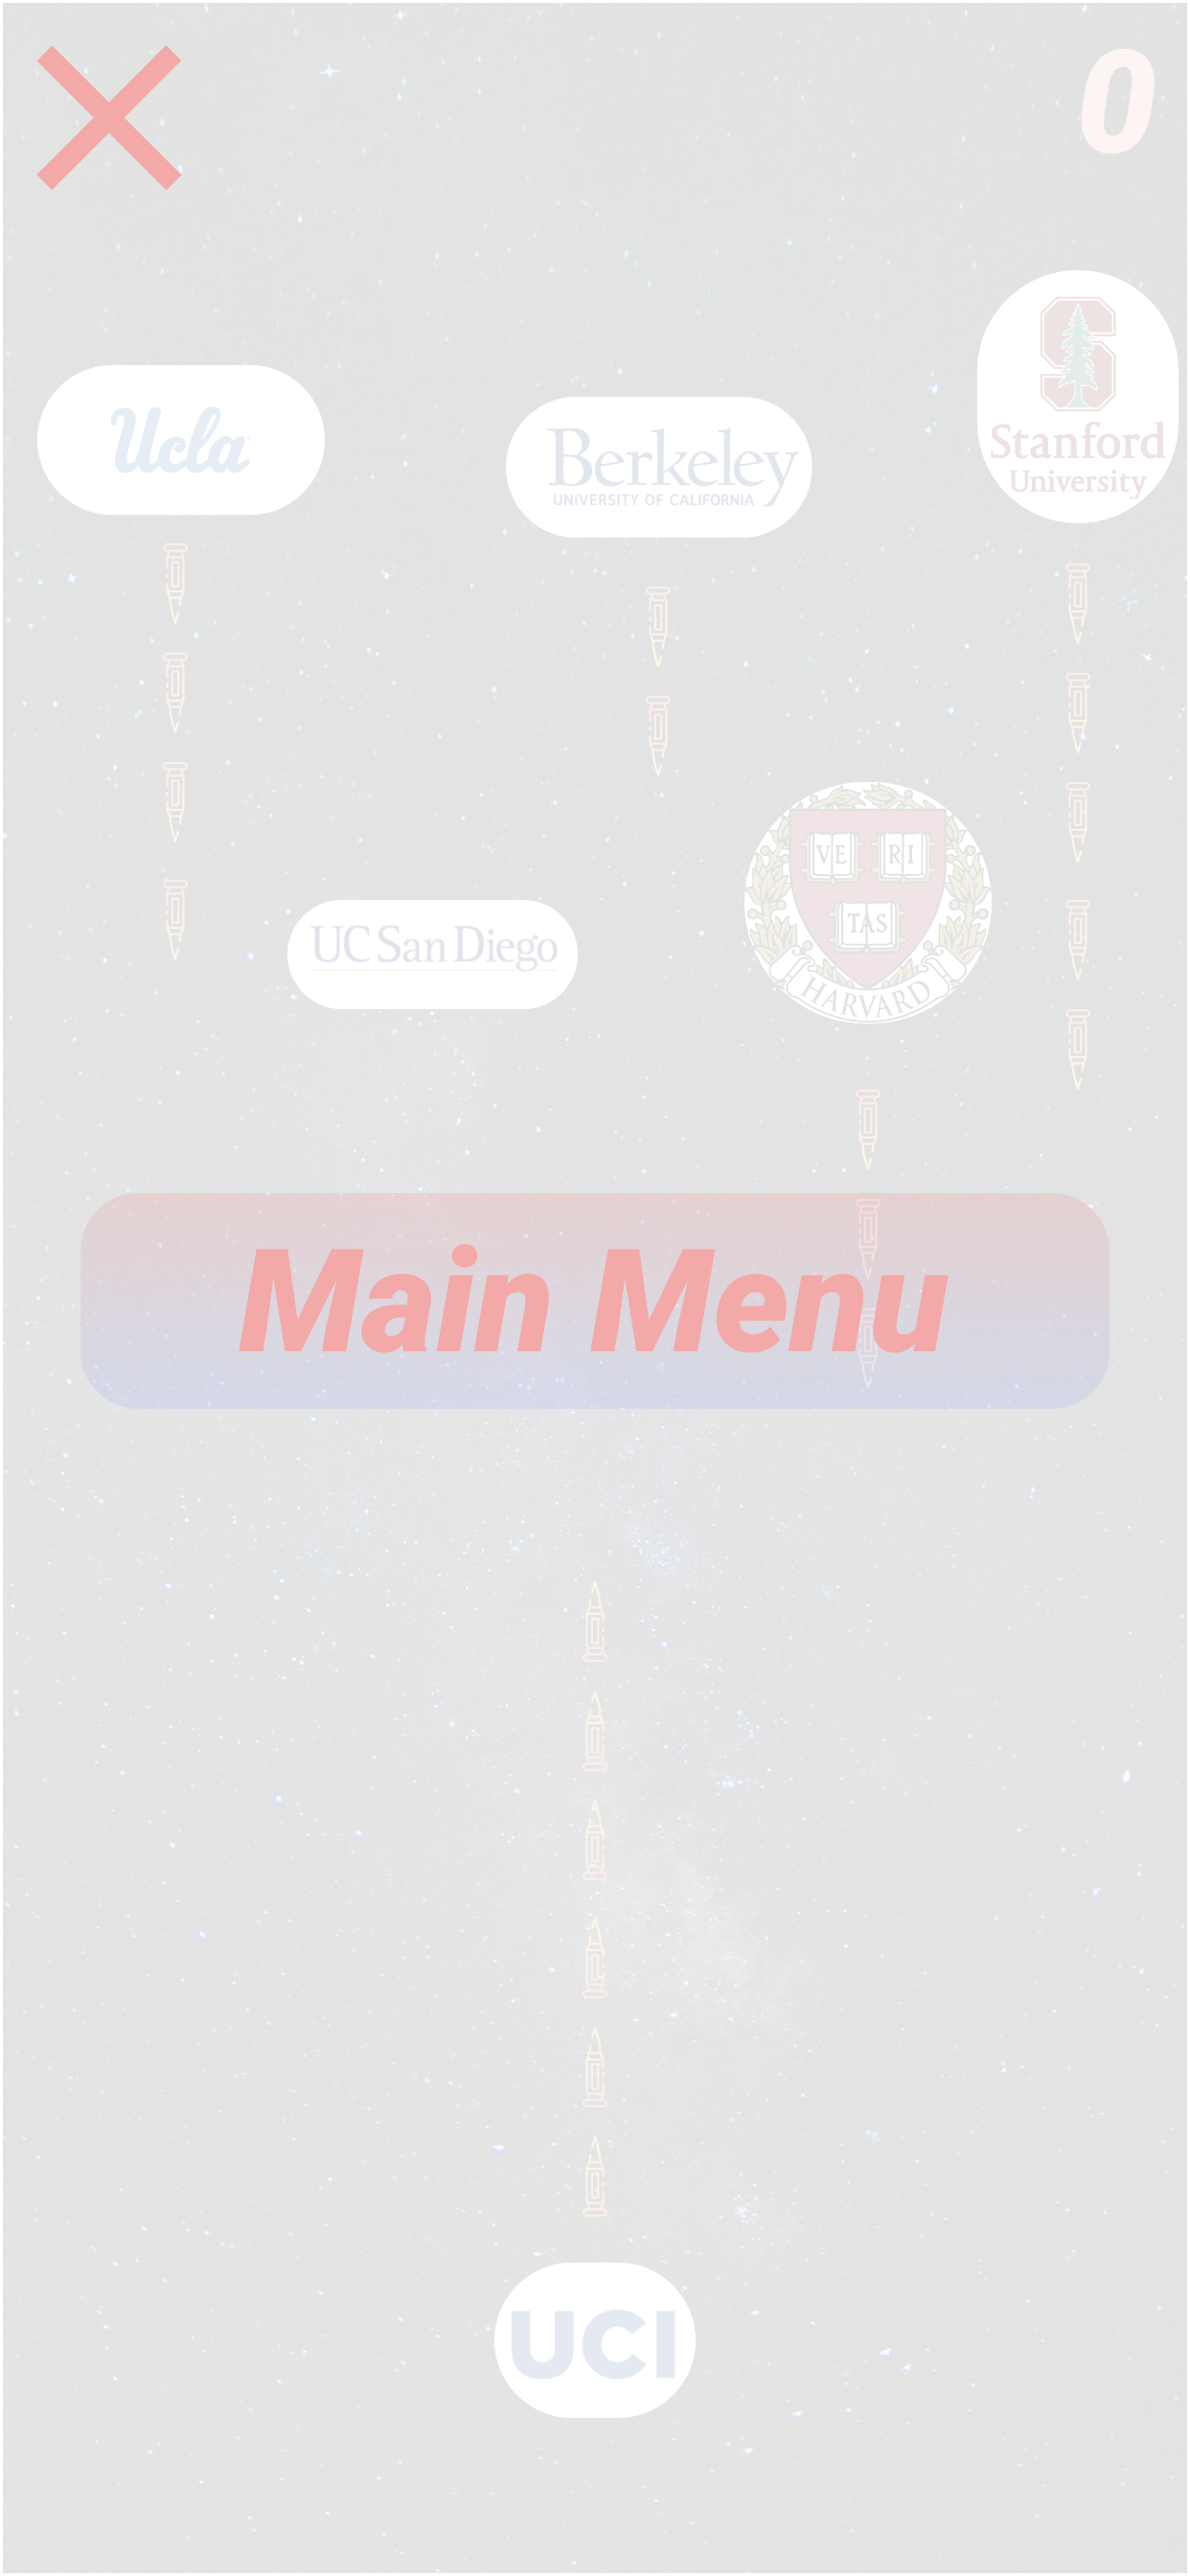 0
Stanford
University
Ucla
Berkeley
UNIVERSITY OF CALIFORNIA
VE RI
TAS
HARVARD
UC San Diego
Main Menu
UCI